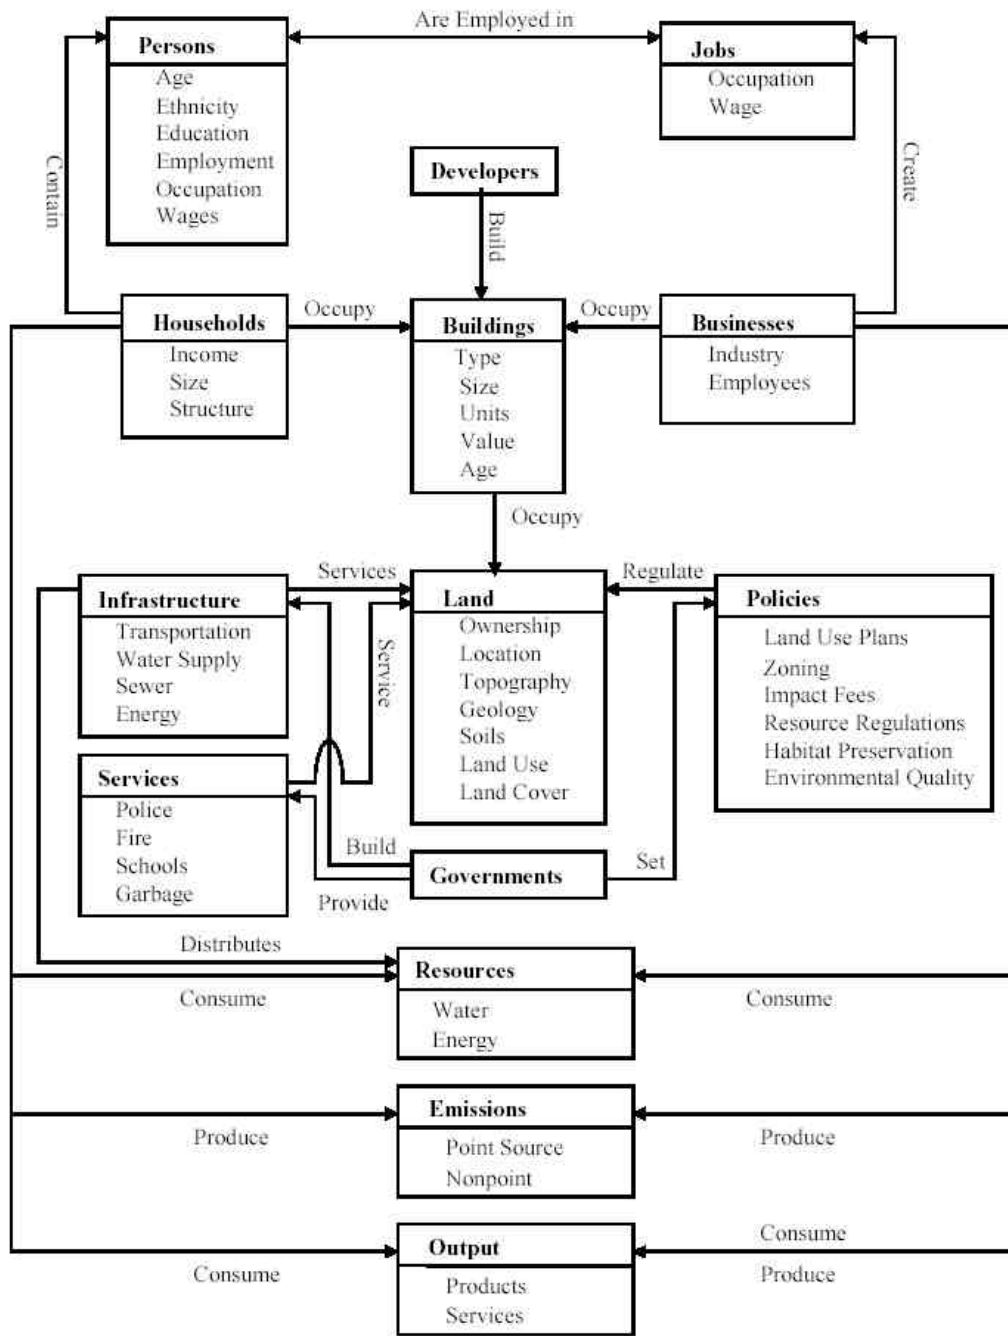 Are Employed in
Persons
Age
Ethnicity
Education
Employment
Occupation
Wages
Jobs
Occupation
Wage
Contain
Create
Developers
Build
Households
Income
Size
Structure
Occupy
Buildings
Type
Size
Units
Value
Age
Occupy
Businesses
Industry
Employees
Occupy
Infrastructure
Transportation
Water Supply
Sewer
Energy
Services
Service
Land
Ownership
Location
Topography
Geology
Soils
Land Use
Land Cover
Regulate
Policies
Land Use Plans
Zoning
Impact Fees
Resource Regulations
Habitat Preservation
Environmental Quality
Services
Police
Fire
Schools
Garbage
Build
Provide
Governments
Set
Distributes
Consume
Resources
Water
Energy
Consume
Produce
Emissions
Point Source
Nonpoint
Produce
Consume
Output
Products
Services
Consume
Produce